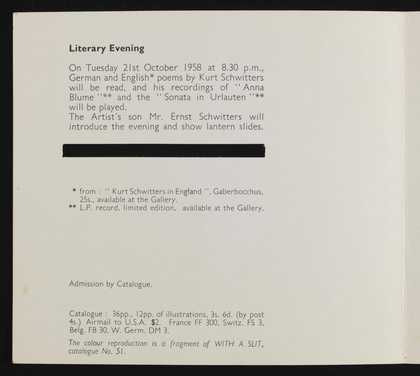 Literary Evening
On Tuesday 21st October 1958 at 8.30 p.m.,
German and English* poems by Kurt Schwitters
will be read, and his recordings of "Anna
Blume"** and the "Sonata in Urlauten"**
will be played.
The Artist's son Mr. Ernst Schwitters will
introduce the evening and show lantern slides.
* from : "Kurt Schwitters in England", Gaberbocchus,
25s., available at the Gallery.
** L.P. record, limited edition, available at the Gallery.
Admission by Catalogue.
Catalogue : 36pp., 12pp. of illustrations, 3s. 6d. (by post
4s.) Airmail to U.S.A. $2. France FF 300, Switz. FS 3,
Belg. FB 30, W. Germ. DM 3.
The colour reproduction is a fragment of WITH A SLIT,
catalogue No. 51.